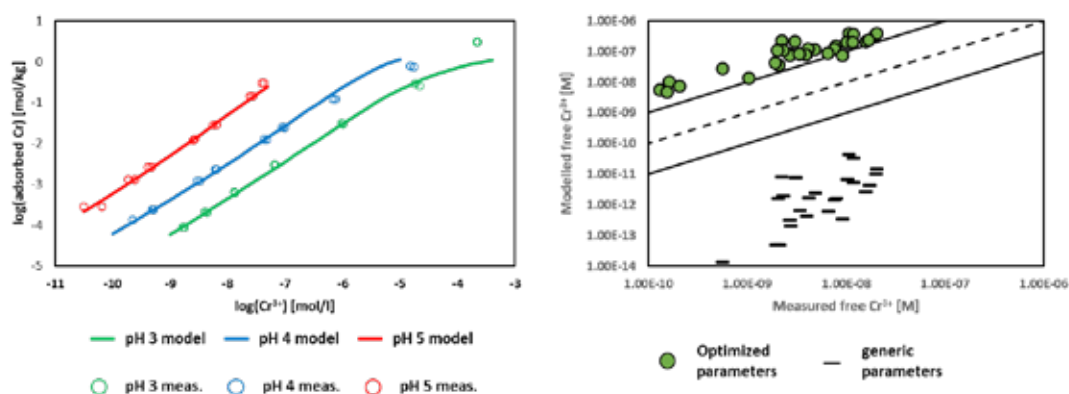 1
0
-1
-2
-3
-4
-5
log(adsorbed Cr) [mol/kg]
-11
-10
-9
-8
-7
-6
-5
-4
-3
log(Cr³⁺) [mol/l]
pH 3 model
pH 4 model
pH 5 model
pH 3 meas.
pH 4 meas.
pH 5 meas.
1.00E-06
1.00E-07
1.00E-08
1.00E-09
1.00E-10
1.00E-11
1.00E-12
1.00E-13
1.00E-14
Modelled free Cr³⁺ [M]
1.00E-10
1.00E-09
1.00E-08
1.00E-07
1.00E-06
Measured free Cr³⁺ [M]
Optimized
parameters
generic
parameters